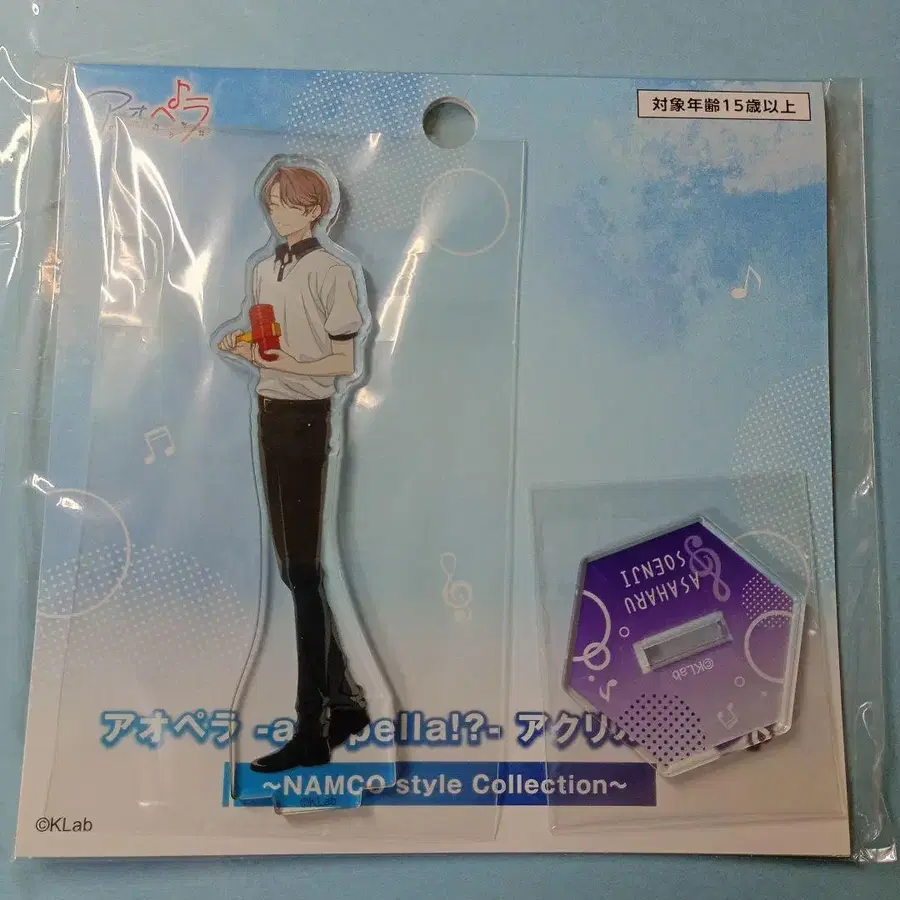 アオペラ
対象年齢15歳以上
ASAHARU
SOENJI
©KLab
アオペラ -a pella!?- アクリル
~NAMCO style Collection~
©KLab
©KLab